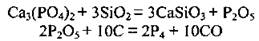 Ca₃(PO₄)₂ + 3SiO₂ = 3CaSiO₃ + P₂O₅
2P₂O₅ + 10C = 2P₄ + 10CO